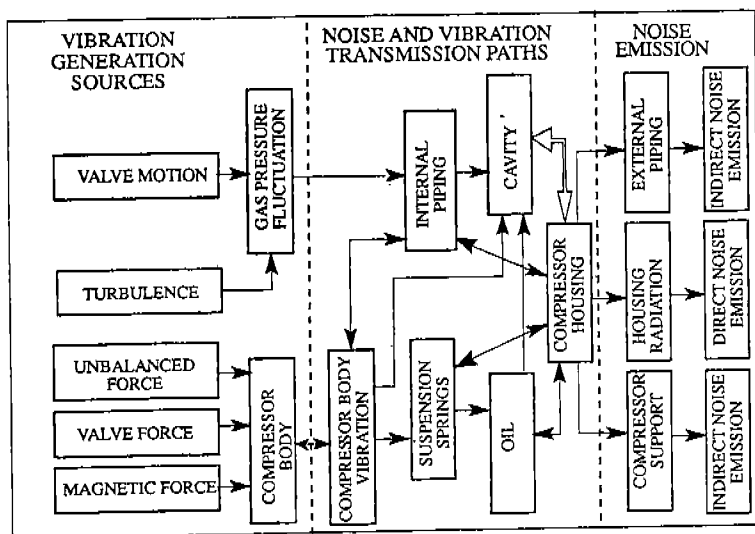 VIBRATION
GENERATION
SOURCES
NOISE AND VIBRATION
TRANSMISSION PATHS
NOISE
EMISSION
VALVE MOTION
TURBULENCE
GAS PRESSURE
FLUCTUATION
UNBALANCED
FORCE
VALVE FORCE
MAGNETIC FORCE
COMPRESSOR
BODY
INTERNAL
PIPING
CAVITY
COMPRESSOR BODY
VIBRATION
SUSPENSION
SPRINGS
OIL
COMPRESSOR
HOUSING
EXTERNAL
PIPING
INDIRECT NOISE
EMISSION
HOUSING
RADIATION
DIRECT NOISE
EMISSION
COMPRESSOR
SUPPORT
INDIRECT NOISE
EMISSION